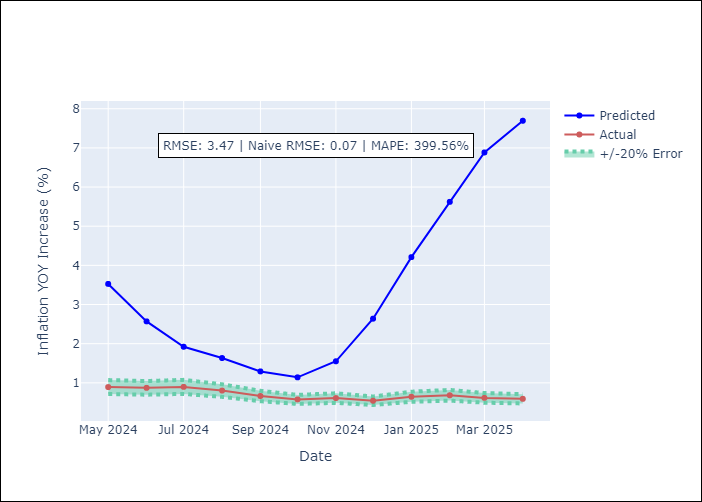 RMSE: 3.47 | Naive RMSE: 0.07 | MAPE: 399.56%
Predicted
Actual
+/-20% Error
Inflation YOY Increase (%)
8
7
6
5
4
3
2
1
May 2024
Jul 2024
Sep 2024
Nov 2024
Jan 2025
Mar 2025
Date